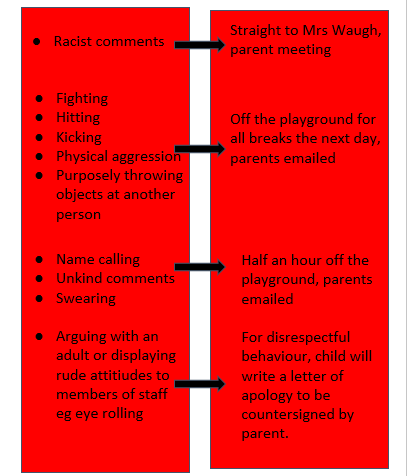 ● Racist comments
Straight to Mrs Waugh,
parent meeting
● Fighting
● Hitting
● Kicking
● Physical aggression
● Purposely throwing
objects at another
person
Off the playground for
all breaks the next day,
parents emailed
● Name calling
● Unkind comments
● Swearing
Half an hour off the
playground, parents
emailed
● Arguing with an
adult or displaying
rude attitiudes to
members of staff
eg eye rolling
For disrespectful
behaviour, child will
write a letter of
apology to be
countersigned by
parent.